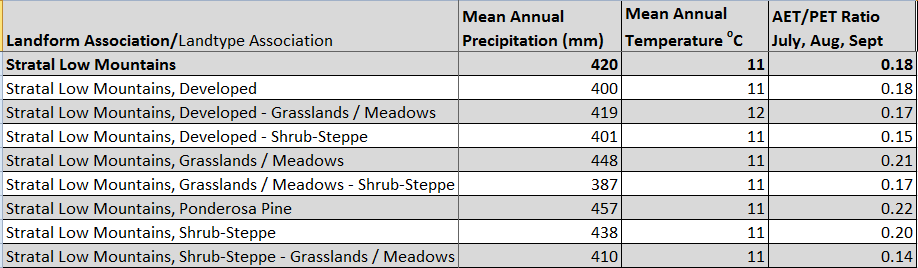 Landform Association/Landtype Association Mean Annual Precipitation (mm) Mean Annual Temperature ⁰C AET/PET Ratio July, Aug, Sept
Stratal Low Mountains 420 11 0.18
Stratal Low Mountains, Developed 400 11 0.18
Stratal Low Mountains, Developed - Grasslands / Meadows 419 12 0.17
Stratal Low Mountains, Developed - Shrub-Steppe 401 11 0.15
Stratal Low Mountains, Grasslands / Meadows 448 11 0.21
Stratal Low Mountains, Grasslands / Meadows - Shrub-Steppe 387 11 0.17
Stratal Low Mountains, Ponderosa Pine 457 11 0.22
Stratal Low Mountains, Shrub-Steppe 438 11 0.20
Stratal Low Mountains, Shrub-Steppe - Grasslands / Meadows 410 11 0.14